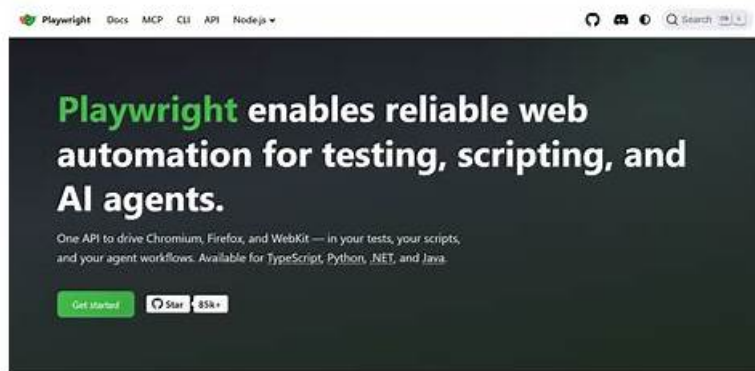 Playwright Docs MCP CLI API Node.js Search
Playwright enables reliable web
automation for testing, scripting, and
AI agents.
One API to drive Chromium, Firefox, and WebKit — in your tests, your scripts,
and your agent workflows. Available for TypeScript, Python, .NET, and Java.
Get started Star 85k+